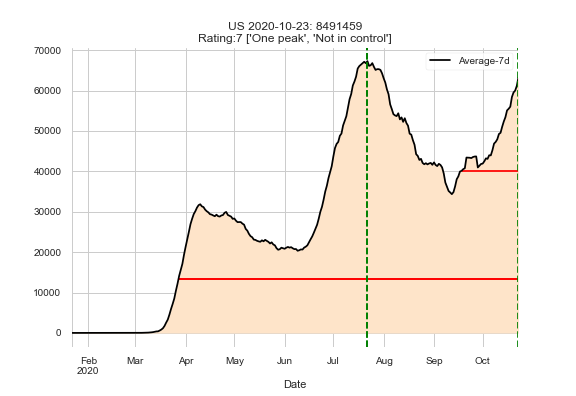 US 2020-10-23: 8491459
Rating:7 ['One peak', 'Not in control']
Average-7d
70000
60000
50000
40000
30000
20000
10000
0
Feb Mar Apr May Jun Jul Aug Sep Oct
2020
Date